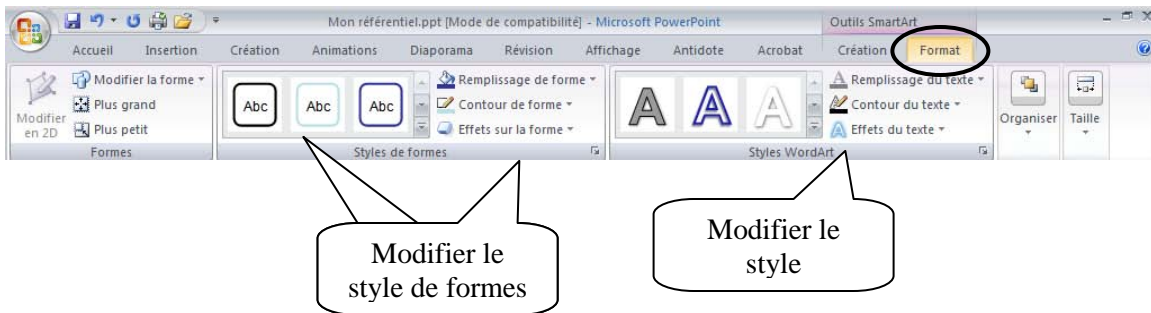 Mon référentiel.ppt [Mode de compatibilité] - Microsoft PowerPoint
Outils SmartArt
Accueil Insertion Création Animations Diaporama Révision Affichage Antidote Acrobat Création Format
Modifier en 2D
Modifier la forme
Plus grand
Plus petit
Formes
Abc Abc Abc
Remplissage de forme
Contour de forme
Effets sur la forme
Styles de formes
A A A
Remplissage du texte
Contour du texte
Effets du texte
Styles WordArt
Organiser
Taille
Modifier le
style de formes
Modifier le
style